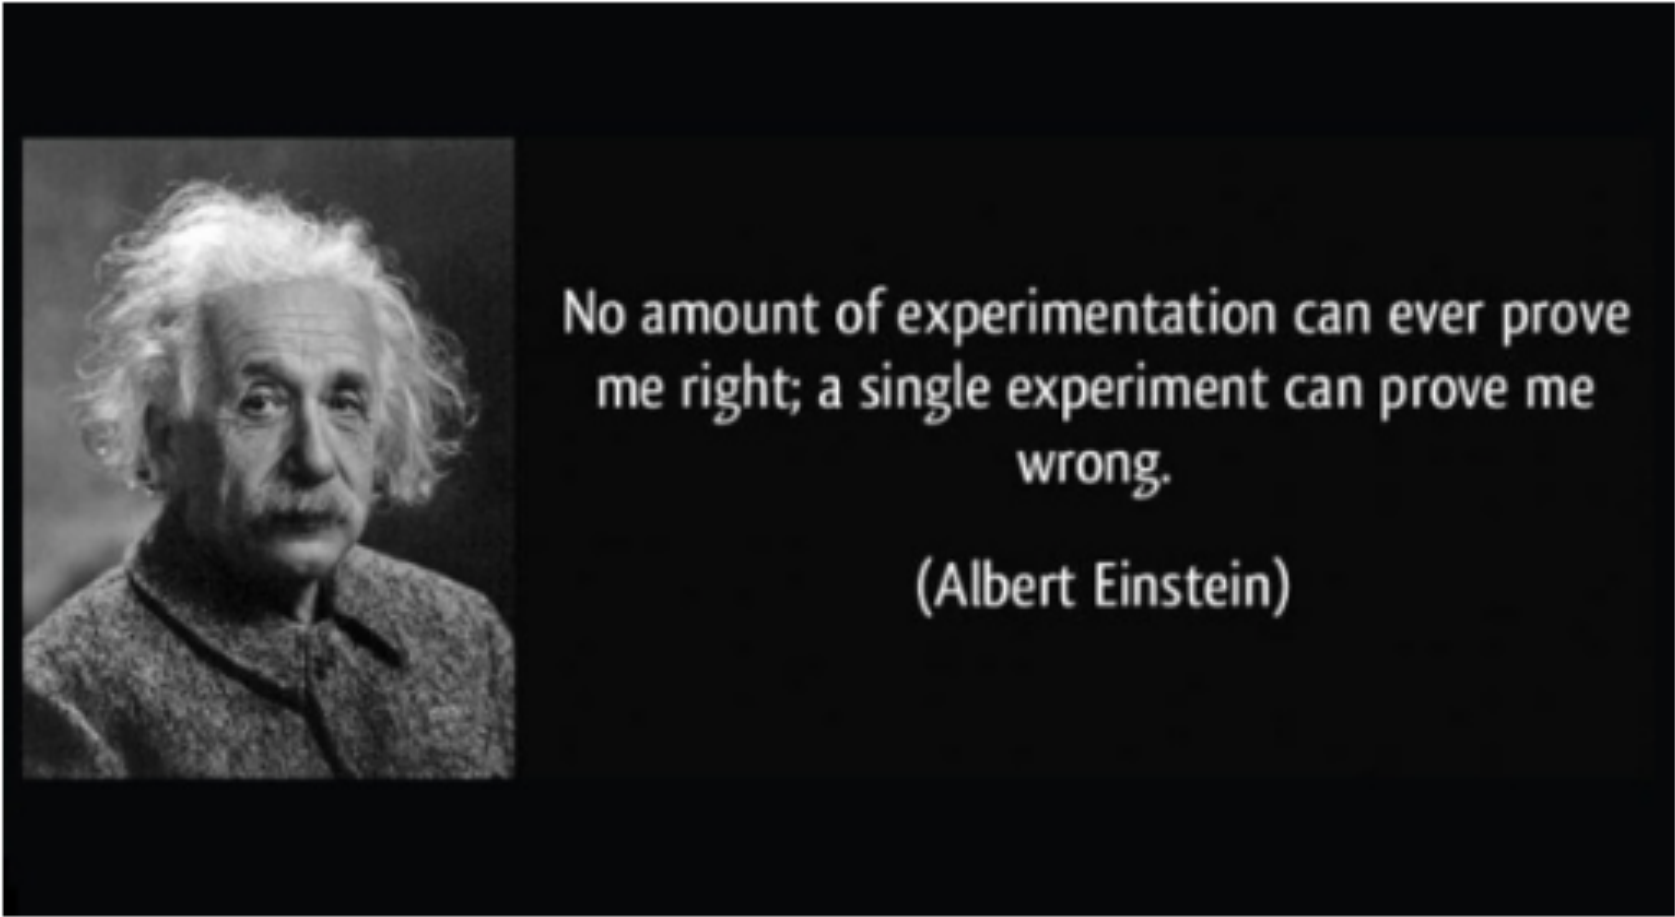 No amount of experimentation can ever prove
me right; a single experiment can prove me
wrong.
(Albert Einstein)